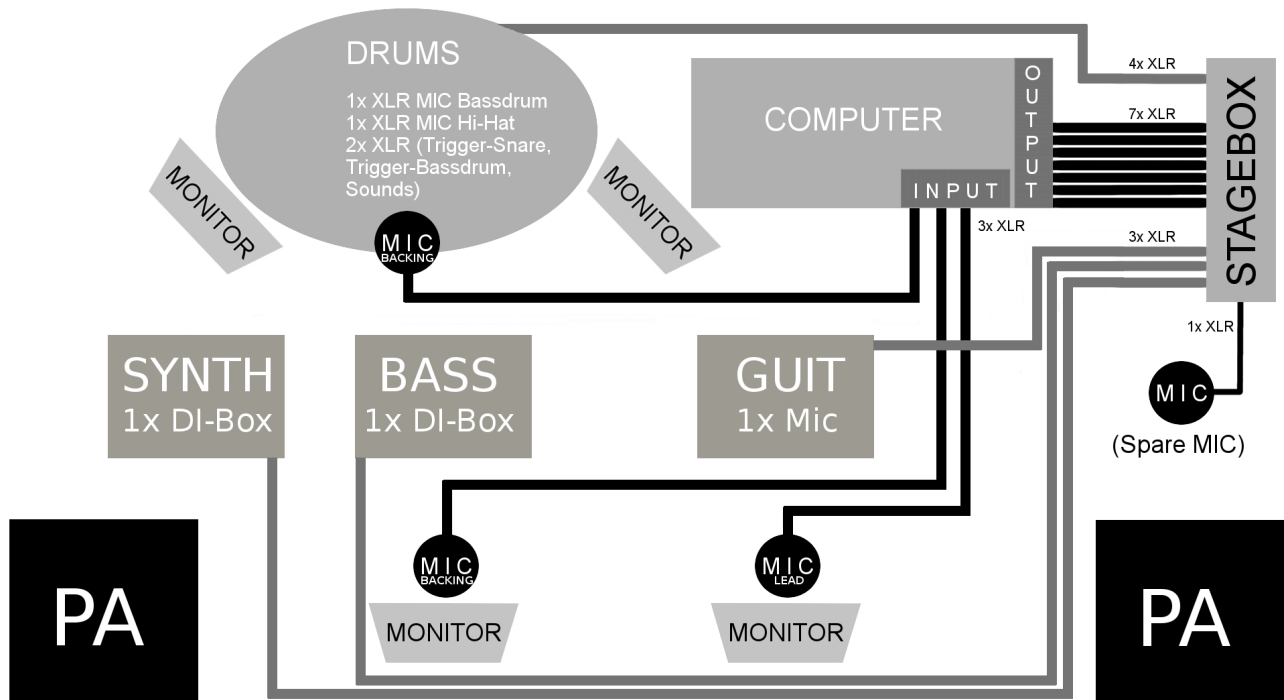 DRUMS
1x XLR MIC Bassdrum
1x XLR MIC Hi-Hat
2x XLR (Trigger-Snare,
Trigger-Bassdrum,
Sounds)
MONITOR
MONITOR
MIC
BACKING
COMPUTER
OUTPUT
INPUT
3x XLR
4x XLR
7x XLR
3x XLR
STAGEBOX
1x XLR
MIC
(Spare MIC)
SYNTH
1x DI-Box
BASS
1x DI-Box
GUIT
1x Mic
MIC
BACKING
MONITOR
MIC
LEAD
MONITOR
PA
PA